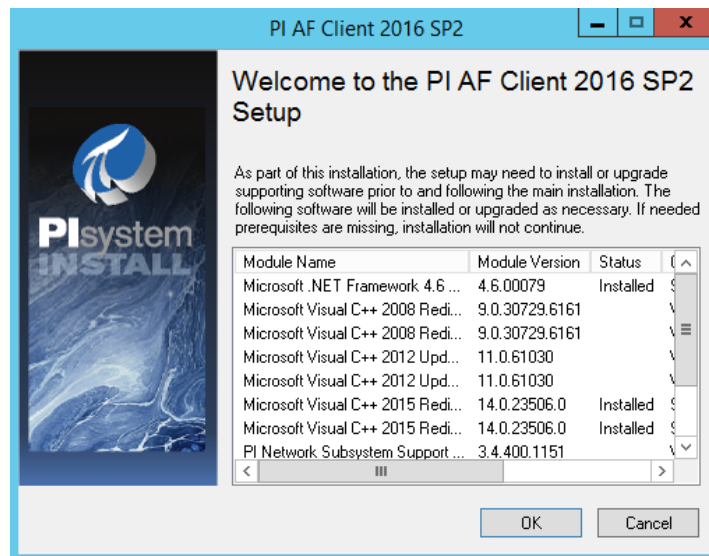 PI AF Client 2016 SP2
Welcome to the PI AF Client 2016 SP2
Setup
As part of this installation, the setup may need to install or upgrade
supporting software prior to and following the main installation. The
following software will be installed or upgraded as necessary. If needed
prerequisites are missing, installation will not continue.
PIsystem
INSTALL
Module Name Module Version Status
Microsoft .NET Framework 4.6 ... 4.6.00079 Installed
Microsoft Visual C++ 2008 Redi... 9.0.30729.6161
Microsoft Visual C++ 2008 Redi... 9.0.30729.6161
Microsoft Visual C++ 2012 Upd... 11.0.61030
Microsoft Visual C++ 2012 Upd... 11.0.61030
Microsoft Visual C++ 2015 Redi... 14.0.23506.0 Installed
Microsoft Visual C++ 2015 Redi... 14.0.23506.0 Installed
PI Network Subsystem Support ... 3.4.400.1151
OK Cancel